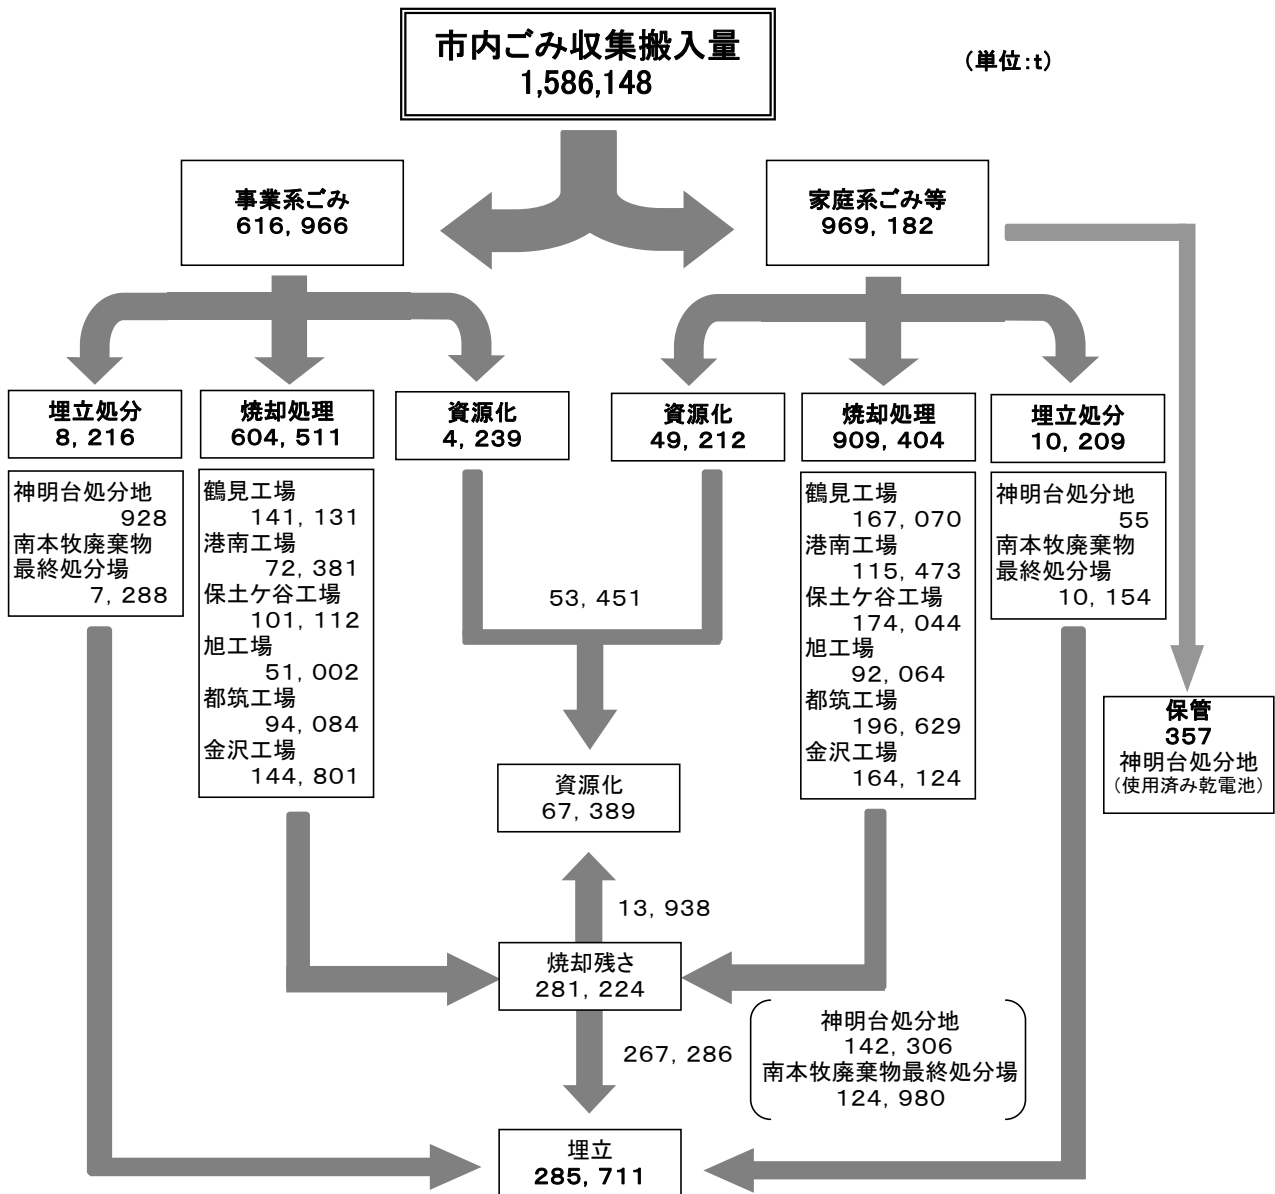 市内ごみ収集搬入量
1,586,148
（単位:t）
事業系ごみ
616,966
家庭系ごみ等
969,182
埋立処分
8,216
焼却処理
604,511
資源化
4,239
資源化
49,212
焼却処理
909,404
埋立処分
10,209
神明台処分地
928
南本牧廃棄物
最終処分場
7,288
鶴見工場
141,131
港南工場
72,381
保土ケ谷工場
101,112
旭工場
51,002
都筑工場
94,084
金沢工場
144,801
53,451
鶴見工場
167,070
港南工場
115,473
保土ケ谷工場
174,044
旭工場
92,064
都筑工場
196,629
金沢工場
164,124
神明台処分地
55
南本牧廃棄物
最終処分場
10,154
保管
357
神明台処分地
（使用済み乾電池）
資源化
67,389
13,938
焼却残さ
281,224
267,286
神明台処分地
142,306
南本牧廃棄物最終処分場
124,980
埋立
285,711